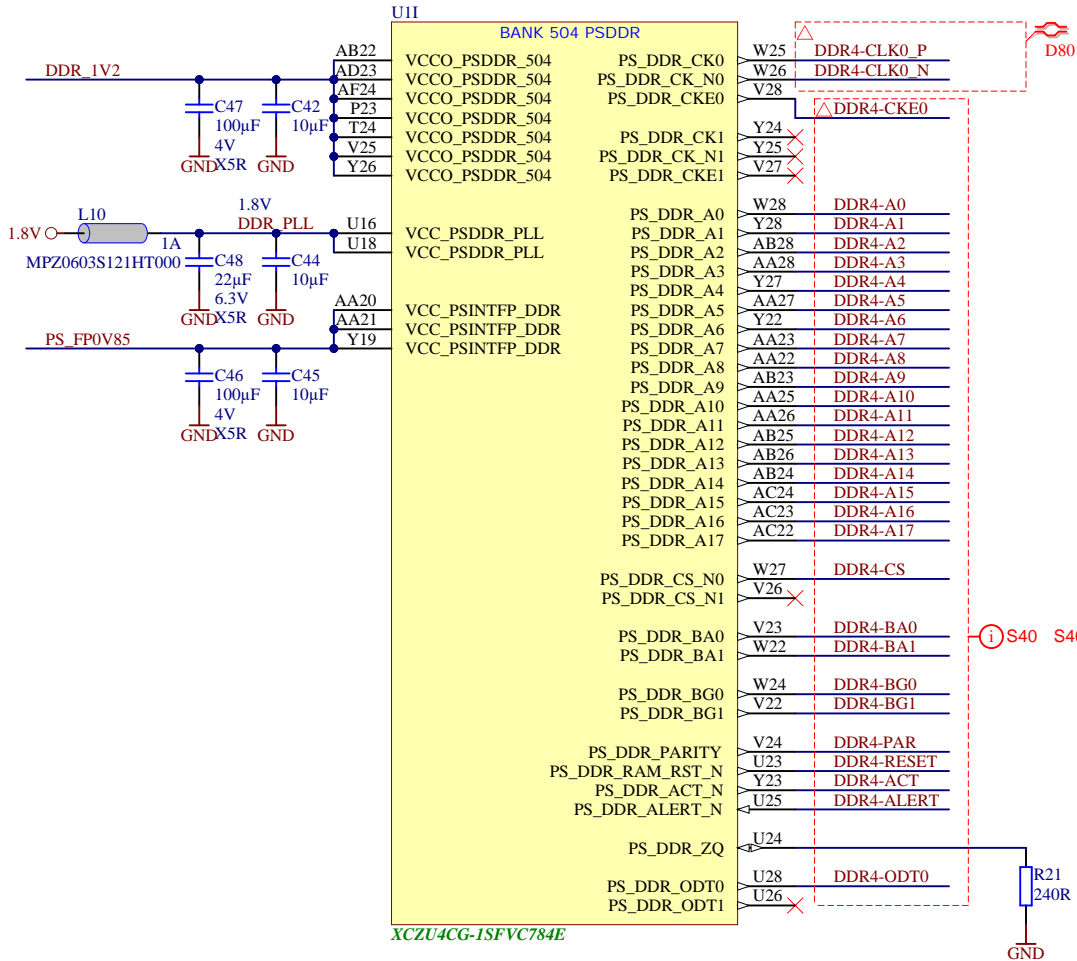 U1I
BANK 504 PSDDR
DDR_1V2
AB22 VCCO_PSDDR_504
AD23 VCCO_PSDDR_504
AF24 VCCO_PSDDR_504
P23 VCCO_PSDDR_504
T24 VCCO_PSDDR_504
V25 VCCO_PSDDR_504
Y26 VCCO_PSDDR_504
C47
100µF
4V
X5R
GND
C42
10µF
GND
1.8V
L10
1A
MPZ0603S121HT000
1.8V
DDR_PLL
U16 VCC_PSDDR_PLL
U18 VCC_PSDDR_PLL
C48
22µF
6.3V
X5R
GND
C44
10µF
GND
PS_FP0V85
AA20 VCC_PSINTFP_DDR
AA21 VCC_PSINTFP_DDR
Y19 VCC_PSINTFP_DDR
C46
100µF
4V
X5R
GND
C45
10µF
GND
PS_DDR_CK0 W25 DDR4-CLK0_P
PS_DDR_CK_N0 W26 DDR4-CLK0_N
PS_DDR_CKE0 V28 DDR4-CKE0
D80
PS_DDR_CK1 Y24
PS_DDR_CK_N1 Y25
PS_DDR_CKE1 V27
PS_DDR_A0 W28 DDR4-A0
PS_DDR_A1 Y28 DDR4-A1
PS_DDR_A2 AB28 DDR4-A2
PS_DDR_A3 AA28 DDR4-A3
PS_DDR_A4 Y27 DDR4-A4
PS_DDR_A5 AA27 DDR4-A5
PS_DDR_A6 Y22 DDR4-A6
PS_DDR_A7 AA23 DDR4-A7
PS_DDR_A8 AA22 DDR4-A8
PS_DDR_A9 AB23 DDR4-A9
PS_DDR_A10 AA25 DDR4-A10
PS_DDR_A11 AA26 DDR4-A11
PS_DDR_A12 AB25 DDR4-A12
PS_DDR_A13 AB26 DDR4-A13
PS_DDR_A14 AB24 DDR4-A14
PS_DDR_A15 AC24 DDR4-A15
PS_DDR_A16 AC23 DDR4-A16
PS_DDR_A17 AC22 DDR4-A17
PS_DDR_CS_N0 W27 DDR4-CS
PS_DDR_CS_N1 V26
PS_DDR_BA0 V23 DDR4-BA0
PS_DDR_BA1 W22 DDR4-BA1
i S40
PS_DDR_BG0 W24 DDR4-BG0
PS_DDR_BG1 V22 DDR4-BG1
PS_DDR_PARITY V24 DDR4-PAR
PS_DDR_RAM_RST_N U23 DDR4-RESET
PS_DDR_ACT_N Y23 DDR4-ACT
PS_DDR_ALERT_N U25 DDR4-ALERT
PS_DDR_ZQ U24
PS_DDR_ODT0 U28 DDR4-ODT0
PS_DDR_ODT1 U26
R21
240R
GND
XCZU4CG-1SFVC784E